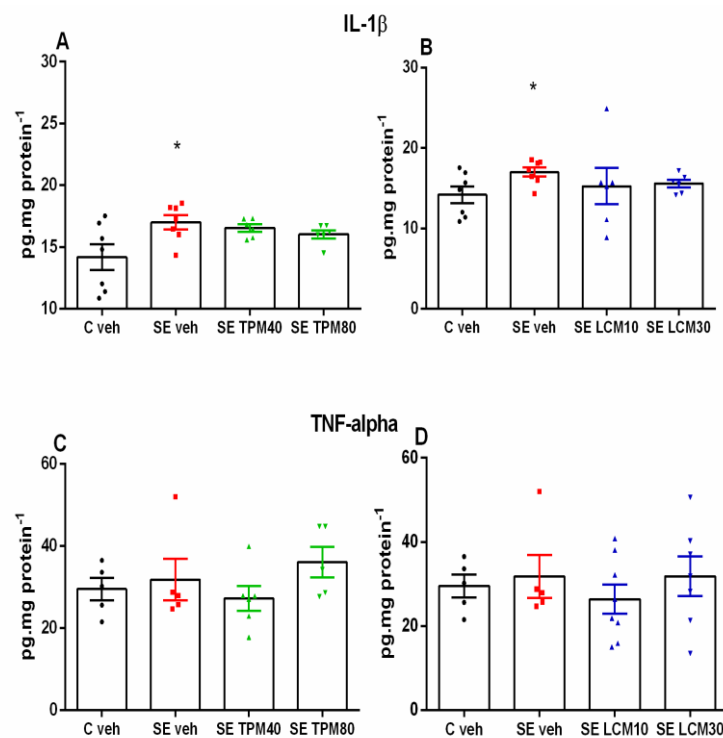 IL-1β
A
B
pg.mg protein-1
30
25
20
15
10
*
C veh SE veh SE TPM40 SE TPM80
pg.mg protein-1
30
20
10
0
*
C veh SE veh SE LCM10 SE LCM30
TNF-alpha
C
D
pg.mg protein-1
60
40
20
0
C veh SE veh SE TPM40 SE TPM80
pg.mg protein-1
60
40
20
0
C veh SE veh SE LCM10 SE LCM30